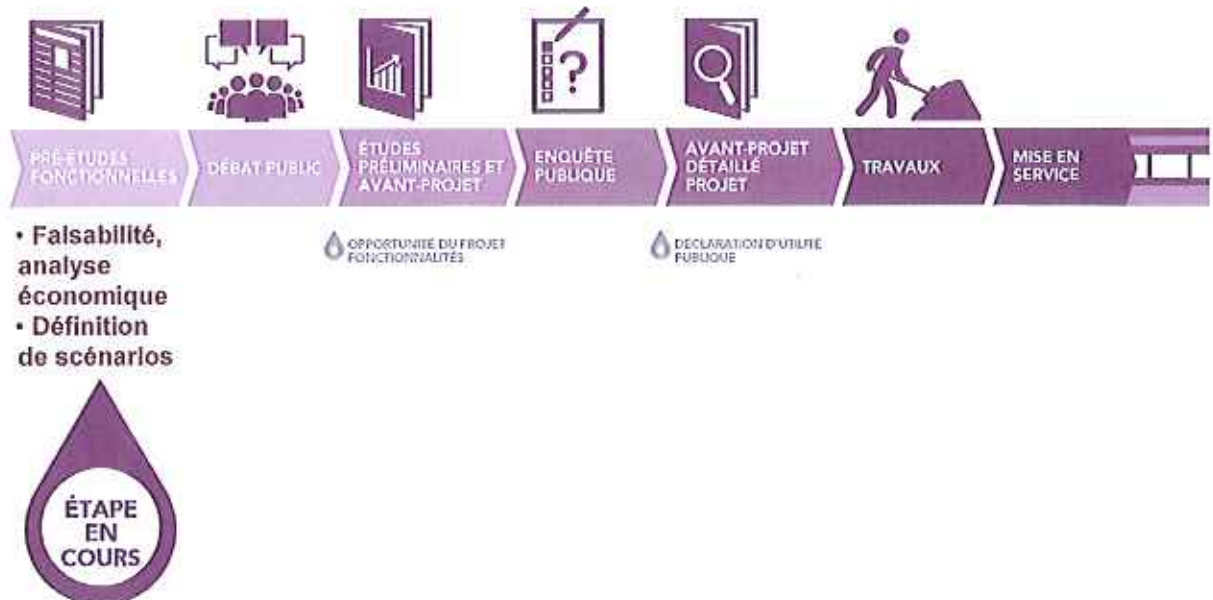 PRÉ-ÉTUDES
FONCTIONNELLES
DÉBAT PUBLIC
ÉTUDES
PRÉLIMINAIRES ET
AVANT-PROJET
ENQUÊTE
PUBLIQUE
AVANT-PROJET
DÉTAILLÉ
PROJET
TRAVAUX
MISE EN
SERVICE
• Faisabilité,
analyse
économique
• Définition
de scénarios
OPPORTUNITÉ DU PROJET
FONCTIONNALITÉS
DÉCLARATION D'UTILITÉ
PUBLIQUE
ÉTAPE
EN
COURS